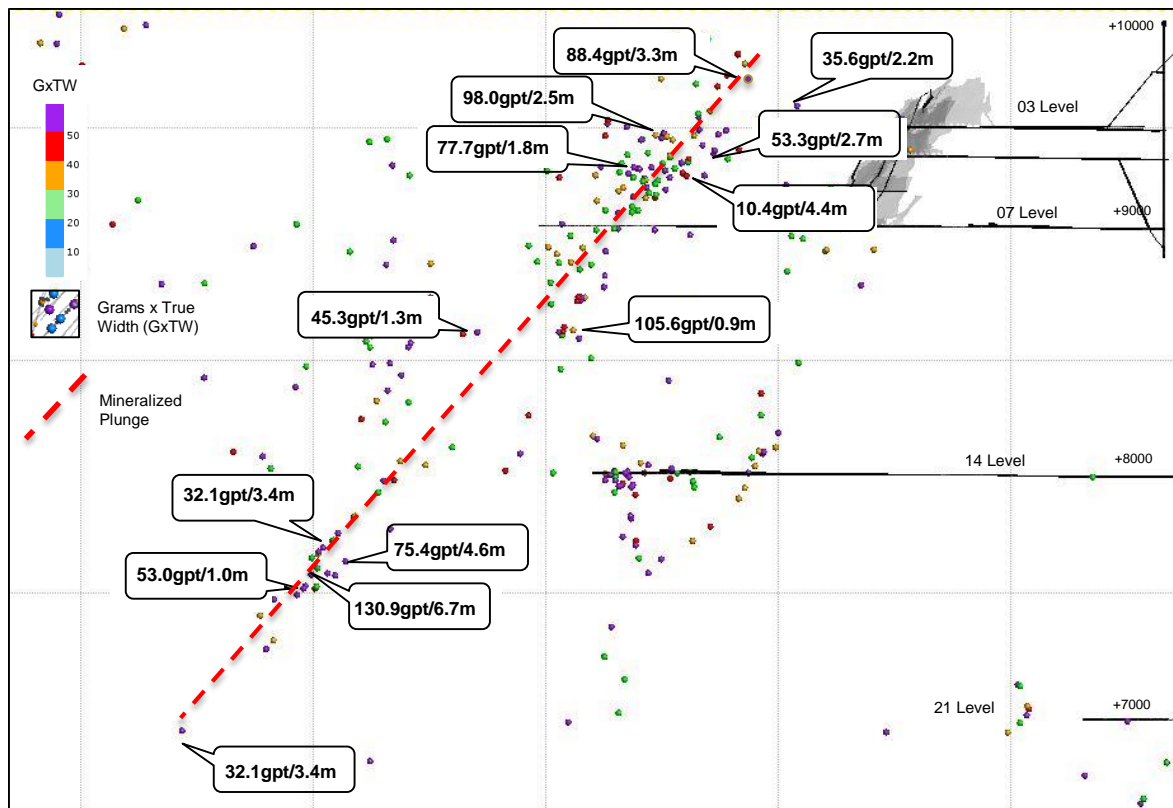 +10000
GxTW
50
40
30
20
10
Grams x True
Width (GxTW)
Mineralized
Plunge
88.4gpt/3.3m
35.6gpt/2.2m
98.0gpt/2.5m
03 Level
53.3gpt/2.7m
77.7gpt/1.8m
10.4gpt/4.4m
07 Level
+9000
45.3gpt/1.3m
105.6gpt/0.9m
14 Level
+8000
32.1gpt/3.4m
75.4gpt/4.6m
53.0gpt/1.0m
130.9gpt/6.7m
21 Level
+7000
32.1gpt/3.4m